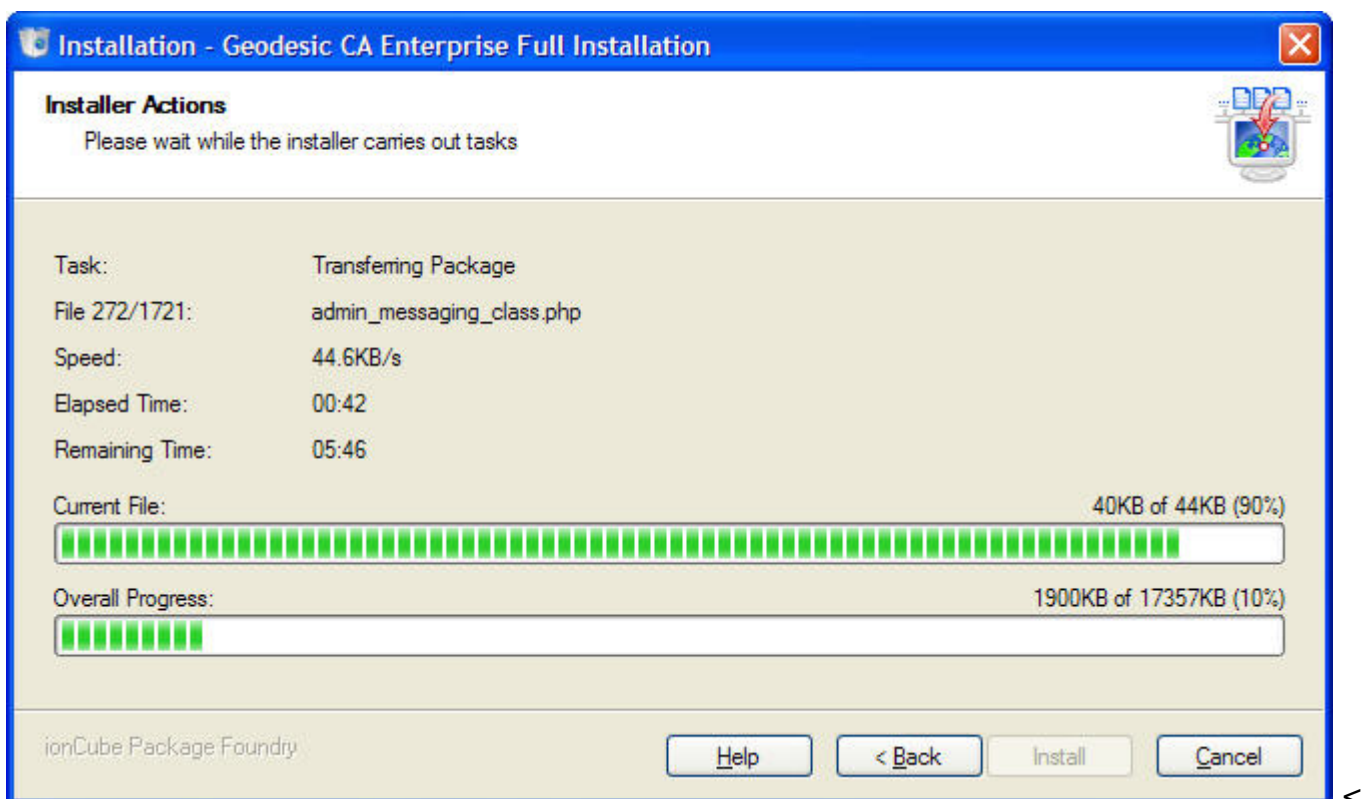 Installation - Geodesic CA Enterprise Full Installation
Installer Actions
Please wait while the installer carries out tasks
Task: Transferring Package
File 272/1721: admin_messaging_class.php
Speed: 44.6KB/s
Elapsed Time: 00:42
Remaining Time: 05:46
Current File: 40KB of 44KB (90%)
Overall Progress: 1900KB of 17357KB (10%)
ionCube Package Foundry
Help < Back Install Cancel
<